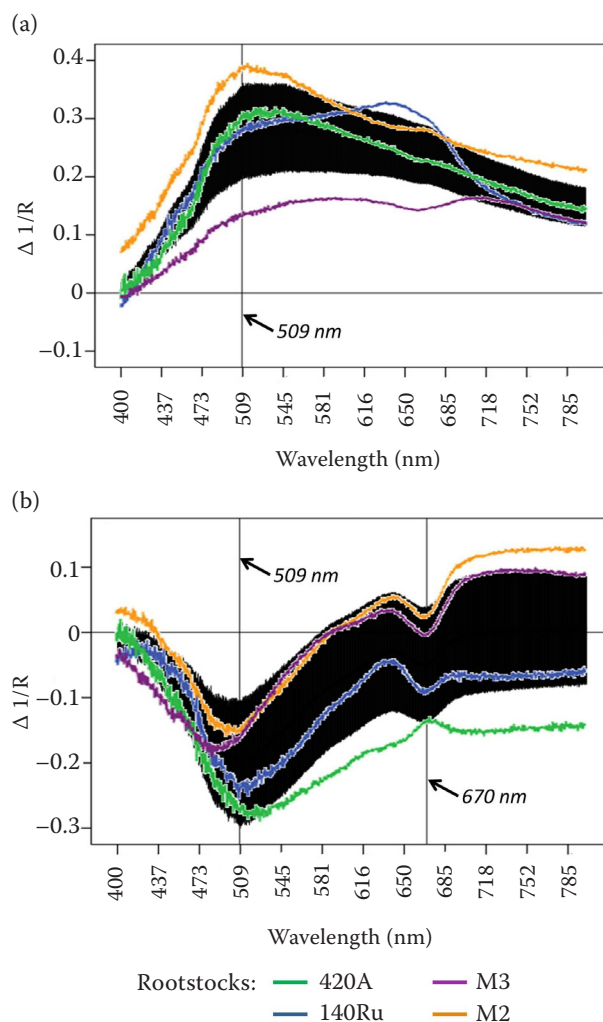 (a)
0.4
0.3
0.2
0.1
0
−0.1
Δ 1/R
509 nm
400 437 473 509 545 581 616 650 685 718 752 785
Wavelength (nm)
(b)
0.1
0
−0.1
−0.2
−0.3
Δ 1/R
509 nm
670 nm
400 437 473 509 545 581 616 650 685 718 752 785
Wavelength (nm)
Rootstocks: 420A M3
140Ru M2